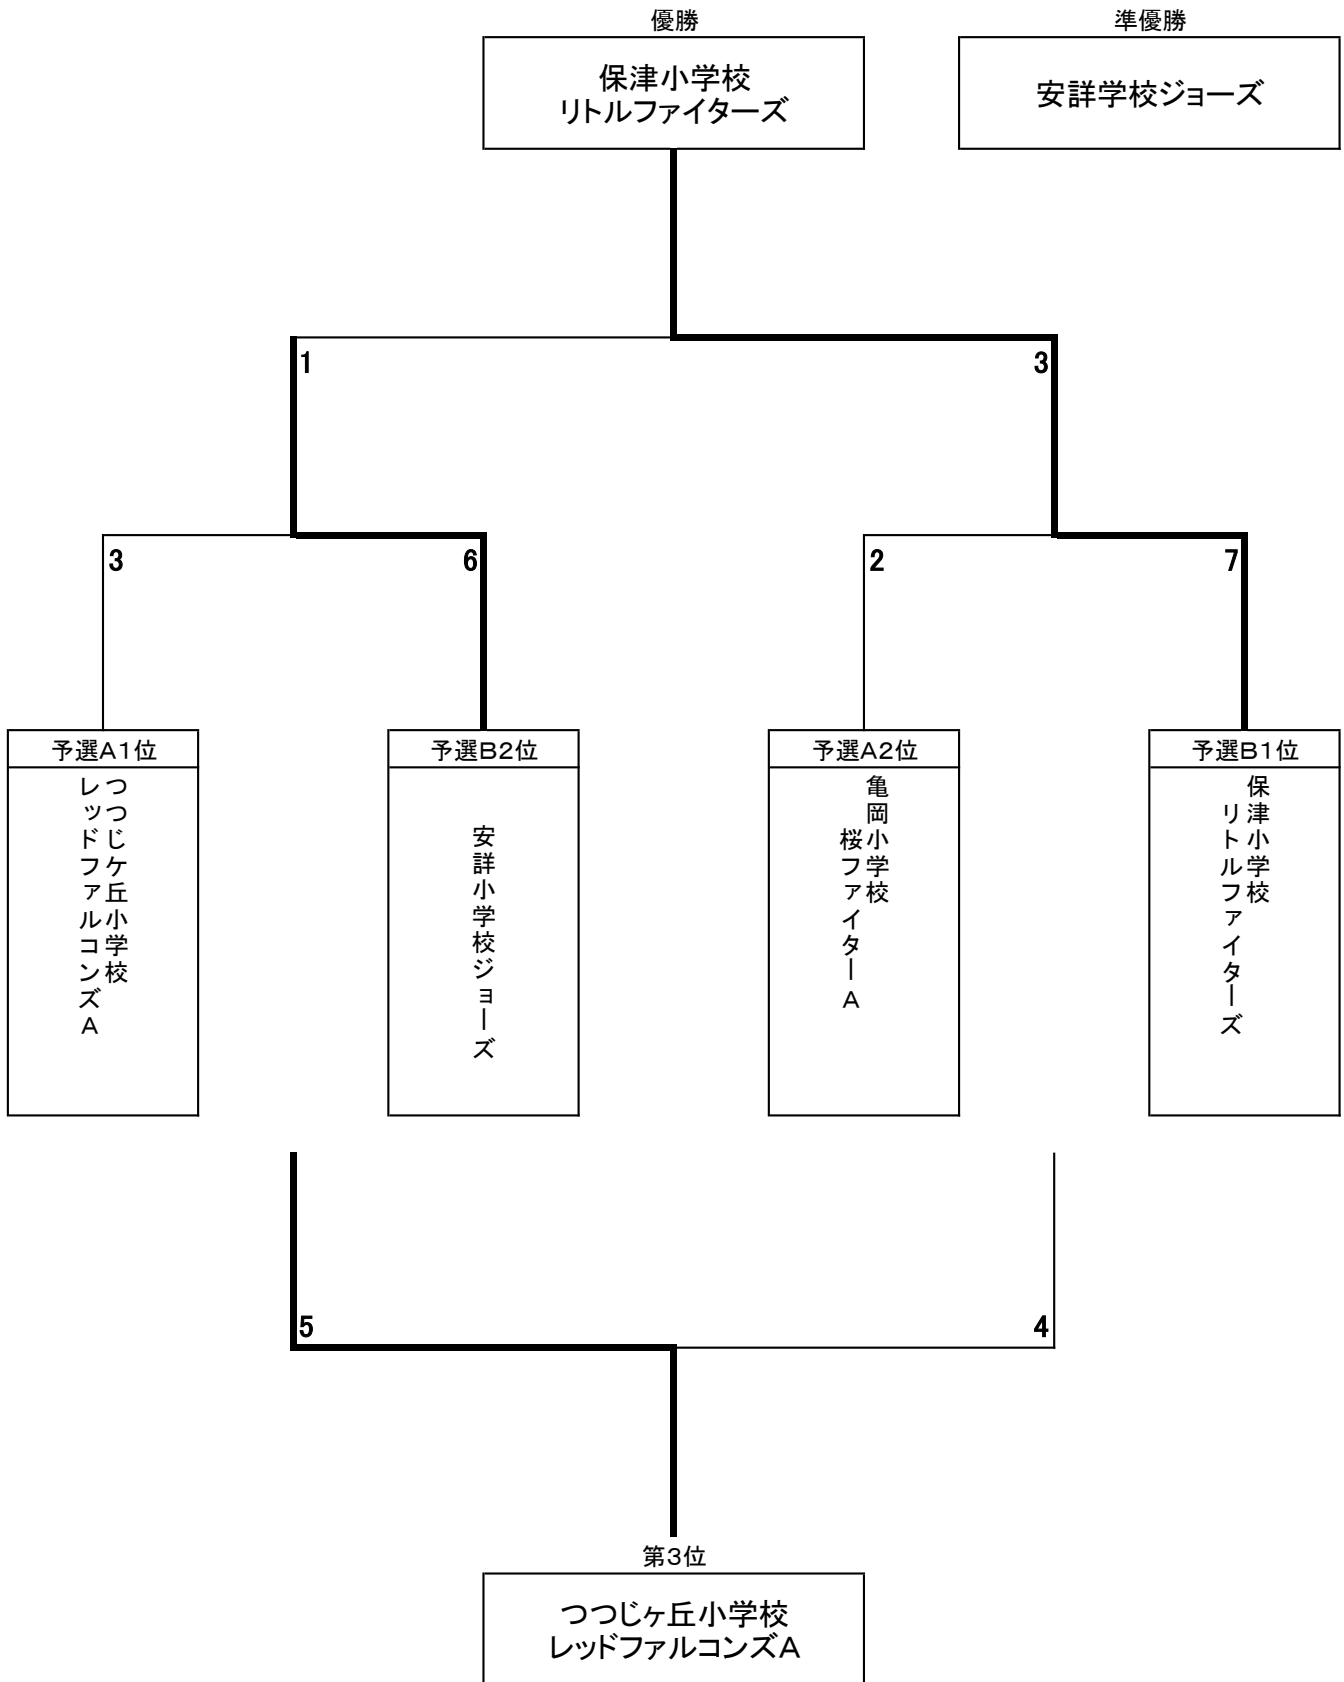 優勝
準優勝
保津小学校
リトルファイターズ
安詳学校ジョーズ
1
3
3
6
2
7
予選A1位
予選B2位
予選A2位
予選B1位
つつじケ丘小学校
レッドファルコンズA
安詳小学校ジョーズ
亀岡小学校
桜ファイターA
保津小学校
リトルファイターズ
5
4
第3位
つつじヶ丘小学校
レッドファルコンズA